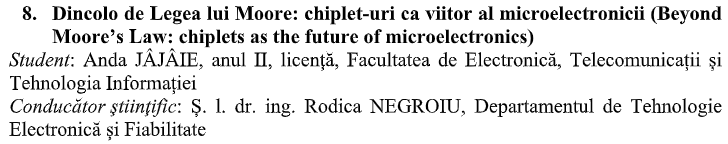 8. Dincolo de Legea lui Moore: chiplet-uri ca viitor al microelectronicii (Beyond
Moore’s Law: chiplets as the future of microelectronics)
Student: Anda JÂJÂIE, anul II, licenţă, Facultatea de Electronică, Telecomunicații și
Tehnologia Informației
Conducător ştiinţific: Ş. l. dr. ing. Rodica NEGROIU, Departamentul de Tehnologie
Electronică și Fiabilitate